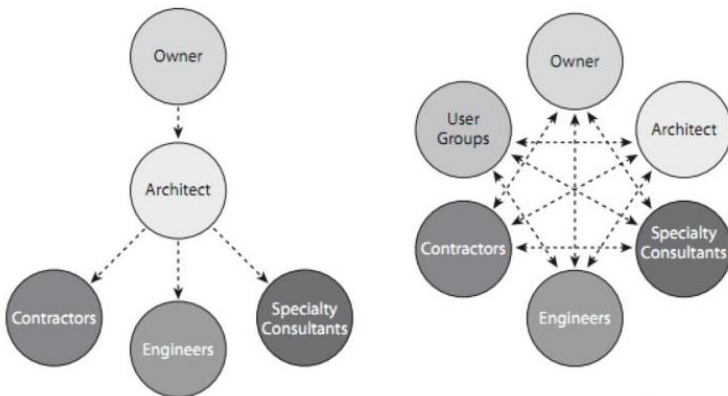 Owner
Architect
Contractors
Engineers
Specialty
Consultants
Owner
User
Groups
Architect
Contractors
Specialty
Consultants
Engineers